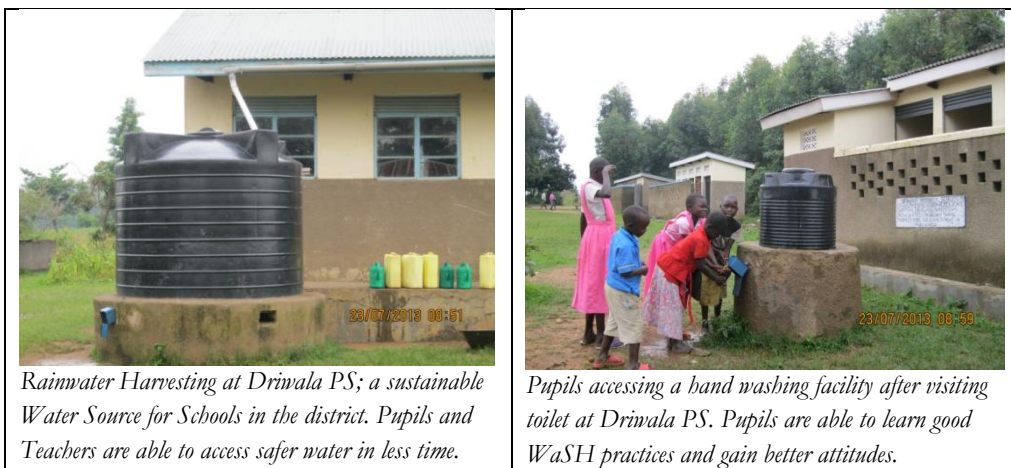 23/07/2013 08:51
Rainwater Harvesting at Driwala PS; a sustainable
Water Source for Schools in the district. Pupils and
Teachers are able to access safer water in less time.
23/07/2013 08:59
Pupils accessing a hand washing facility after visiting
toilet at Driwala PS. Pupils are able to learn good
WaSH practices and gain better attitudes.